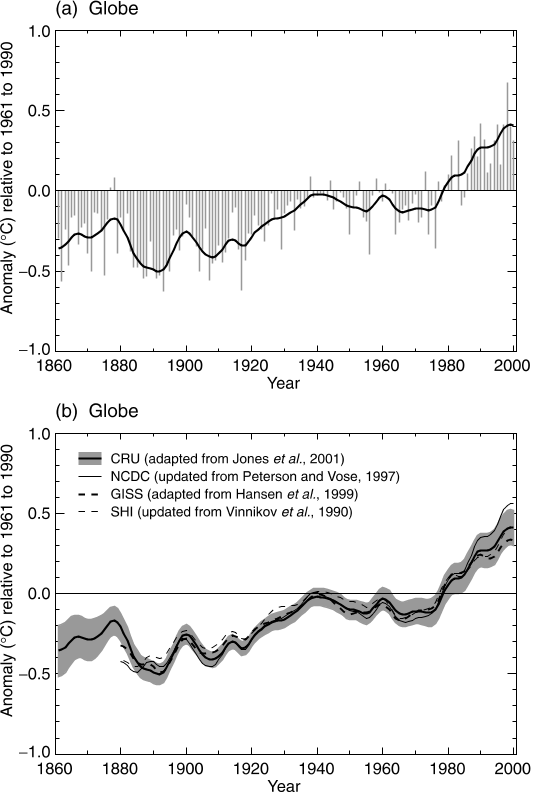 (a) Globe
1.0
0.5
0.0
−0.5
−1.0
Anomaly (°C) relative to 1961 to 1990
1860 1880 1900 1920 1940 1960 1980 2000
Year
(b) Globe
1.0
0.5
0.0
−0.5
−1.0
Anomaly (°C) relative to 1961 to 1990
CRU (adapted from Jones et al., 2001)
NCDC (updated from Peterson and Vose, 1997)
GISS (adapted from Hansen et al., 1999)
SHI (updated from Vinnikov et al., 1990)
1860 1880 1900 1920 1940 1960 1980 2000
Year